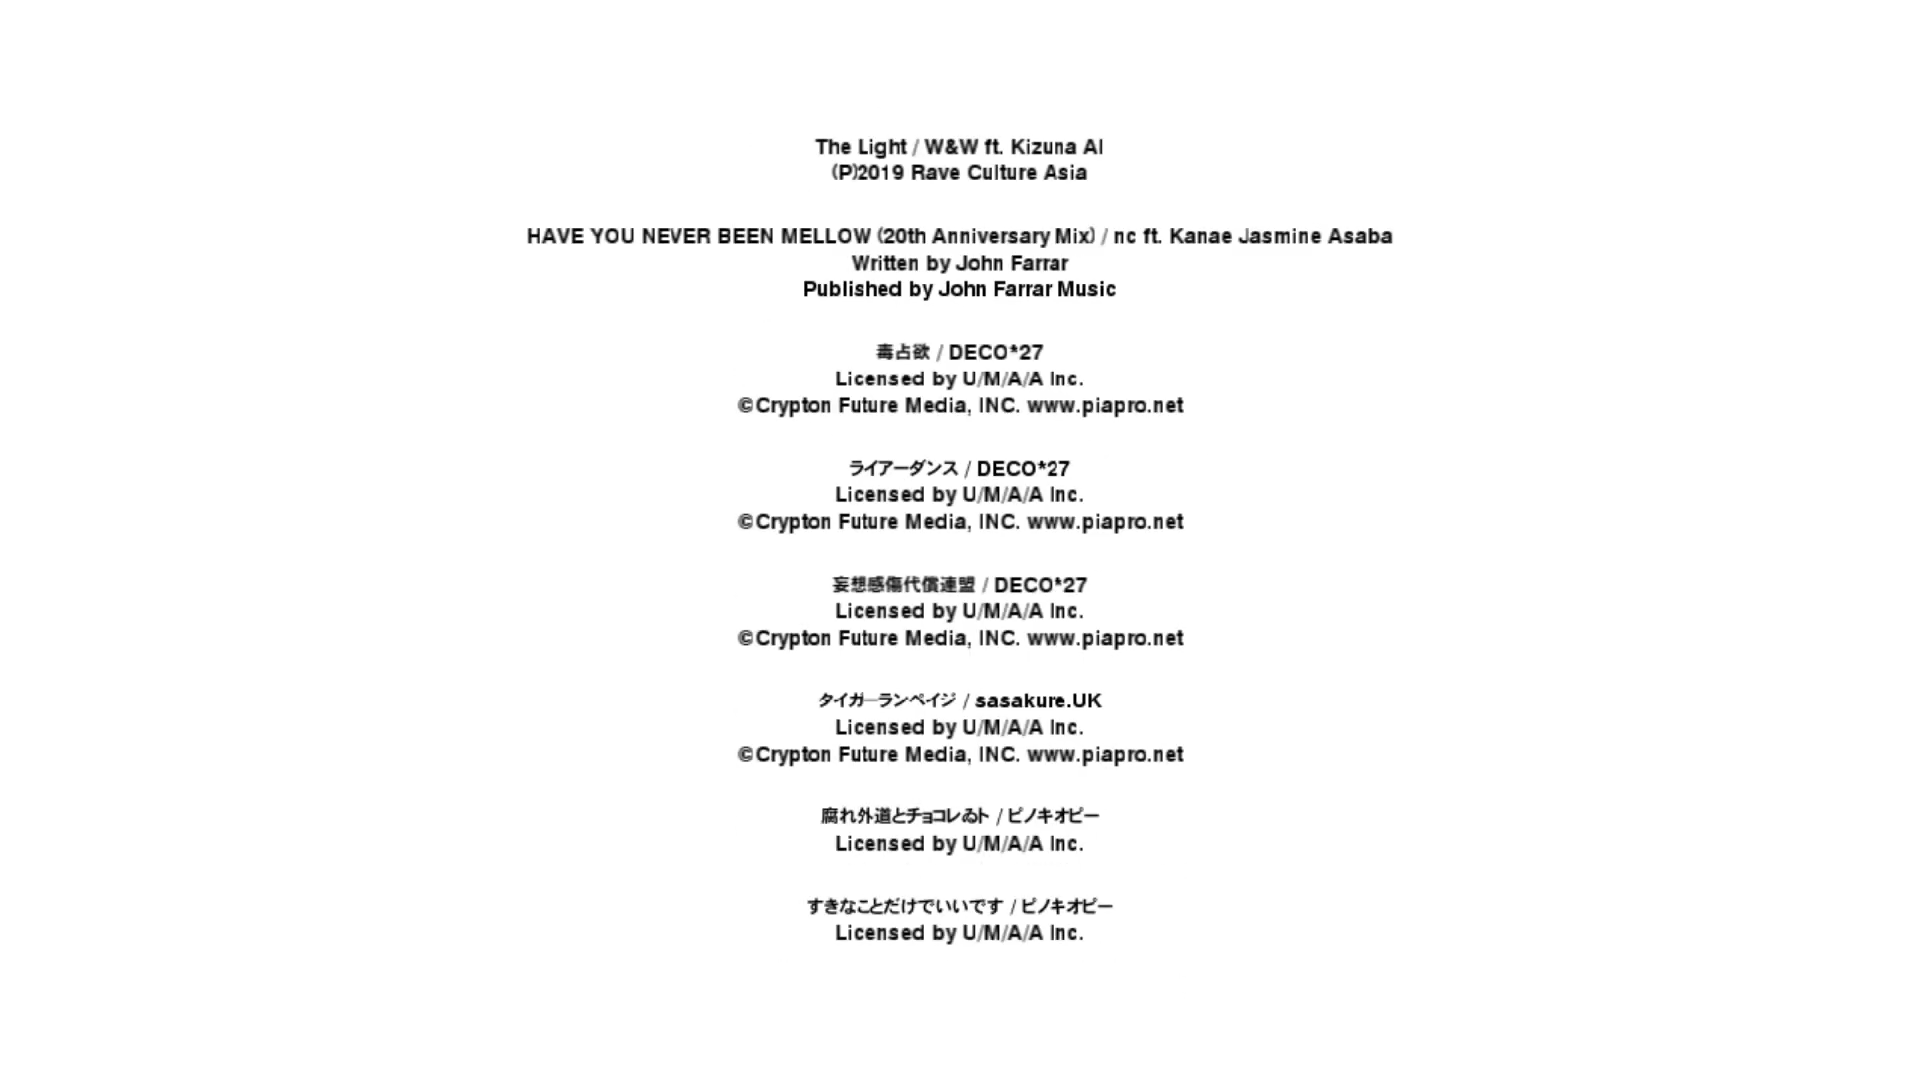 The Light / W&W ft. Kizuna AI
(P)2019 Rave Culture Asia
HAVE YOU NEVER BEEN MELLOW (20th Anniversary Mix) / nc ft. Kanae Jasmine Asaba
Written by John Farrar
Published by John Farrar Music
毒占欲 / DECO*27
Licensed by U/M/A/A Inc.
©Crypton Future Media, INC. www.piapro.net
ライアーダンス / DECO*27
Licensed by U/M/A/A Inc.
©Crypton Future Media, INC. www.piapro.net
妄想感傷代償連盟 / DECO*27
Licensed by U/M/A/A Inc.
©Crypton Future Media, INC. www.piapro.net
タイガーランペイジ / sasakure.UK
Licensed by U/M/A/A Inc.
©Crypton Future Media, INC. www.piapro.net
腐れ外道とチョコレゐト / ピノキオピー
Licensed by U/M/A/A Inc.
すきなことだけでいいです / ピノキオピー
Licensed by U/M/A/A Inc.